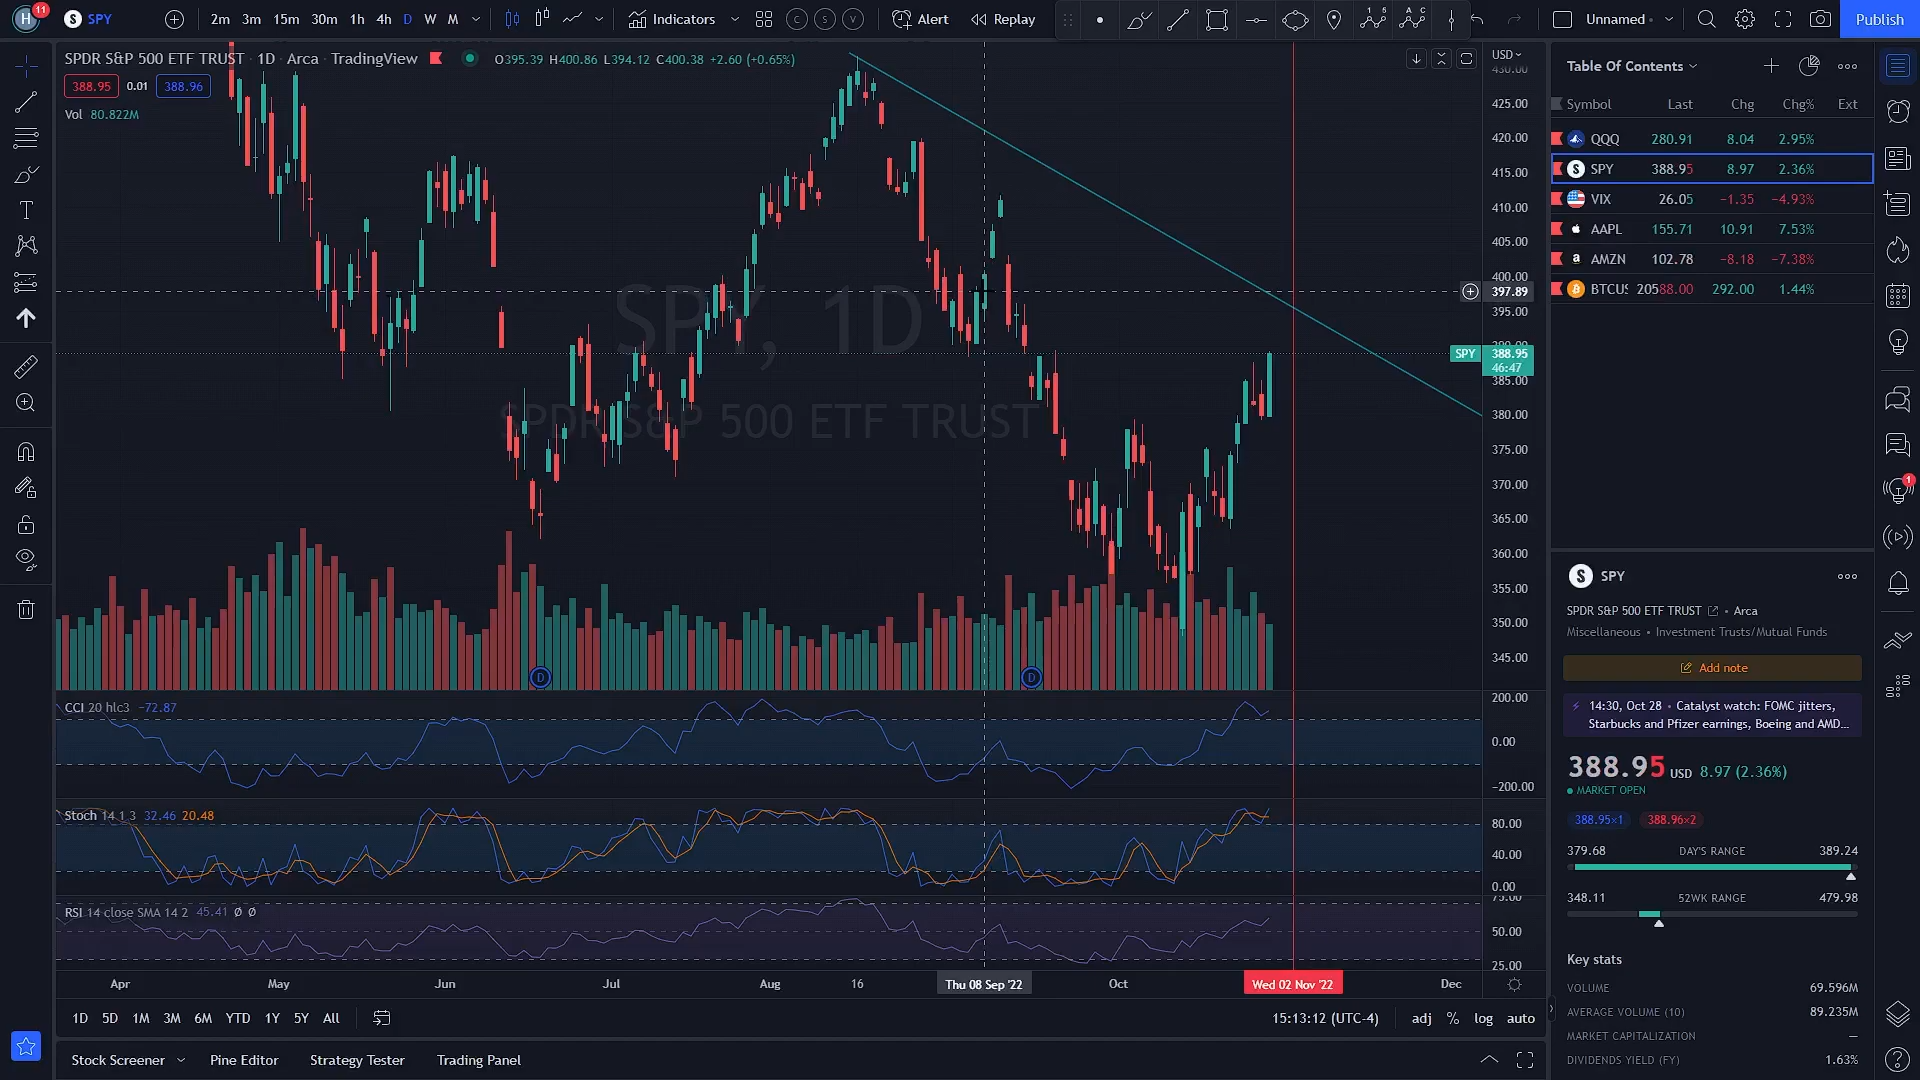 H 11 S SPY 2m 3m 15m 30m 1h 4h D W M Indicators C S V Alert Replay Unnamed Publish
SPDR S&P 500 ETF TRUST · 1D · Arca · TradingView O395.39 H400.86 L394.12 C400.38 +2.60 (+0.65%)
388.95 0.01 388.96
Vol 80.822M
SPY, 1D
SPDR S&P 500 ETF TRUST
USD
430.00
425.00
420.00
415.00
410.00
405.00
400.00
397.89
395.00
390.00
SPY 388.95
46:47
385.00
380.00
375.00
370.00
365.00
360.00
355.00
350.00
345.00
D D
CCI 20 hlc3 −72.87
200.00
0.00
−200.00
Stoch 14 1 3 32.46 20.48
80.00
40.00
0.00
RSI 14 close SMA 14 2 45.41 Ø Ø
75.00
50.00
25.00
Apr May Jun Jul Aug 16 Thu 08 Sep '22 Oct Wed 02 Nov '22 Dec
1D 5D 1M 3M 6M YTD 1Y 5Y All 15:13:12 (UTC-4) adj % log auto
Stock Screener Pine Editor Strategy Tester Trading Panel
Table Of Contents
Symbol Last Chg Chg% Ext
QQQ 280.91 8.04 2.95%
S SPY 388.95 8.97 2.36%
VIX 26.05 −1.35 −4.93%
AAPL 155.71 10.91 7.53%
a AMZN 102.78 −8.18 −7.38%
BTCUS 20588.00 292.00 1.44%
1
S SPY
SPDR S&P 500 ETF TRUST • Arca
Miscellaneous • Investment Trusts/Mutual Funds
Add note
14:30, Oct 28 • Catalyst watch: FOMC jitters,
Starbucks and Pfizer earnings, Boeing and AMD...
388.95 USD 8.97 (2.36%)
MARKET OPEN
388.95×1 388.96×2
379.68 DAY'S RANGE 389.24
348.11 52WK RANGE 479.98
Key stats
VOLUME 69.596M
AVERAGE VOLUME (10) 89.235M
MARKET CAPITALIZATION —
DIVIDENDS YIELD (FY) 1.63%